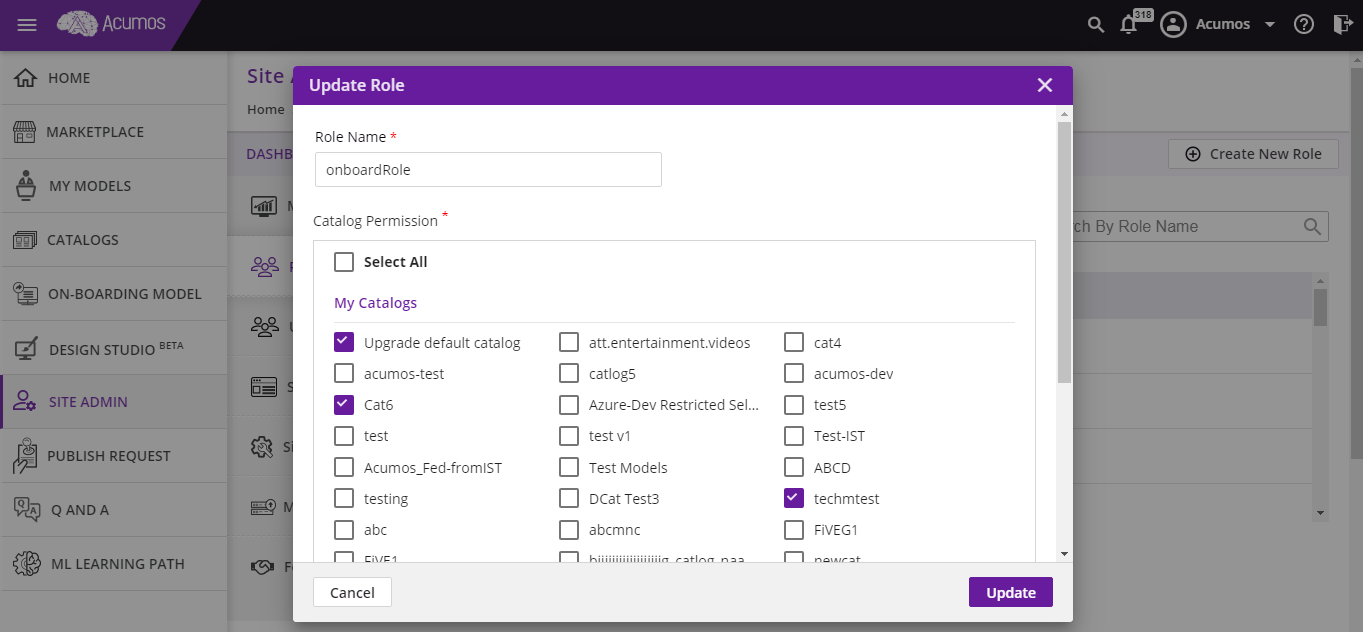 Acumos
318
Acumos
HOME
MARKETPLACE
MY MODELS
CATALOGS
ON-BOARDING MODEL
DESIGN STUDIO BETA
SITE ADMIN
PUBLISH REQUEST
Q AND A
ML LEARNING PATH
Site
Home
DASHB
Create New Role
ch By Role Name
Update Role
Role Name *
onboardRole
Catalog Permission *
Select All
My Catalogs
Upgrade default catalog att.entertainment.videos cat4
acumos-test catlog5 acumos-dev
Cat6 Azure-Dev Restricted Sel... test5
test test v1 Test-IST
Acumos_Fed-fromIST Test Models ABCD
testing DCat Test3 techmtest
abc abcmnc FiVEG1
FiVE1 newcat
Cancel Update